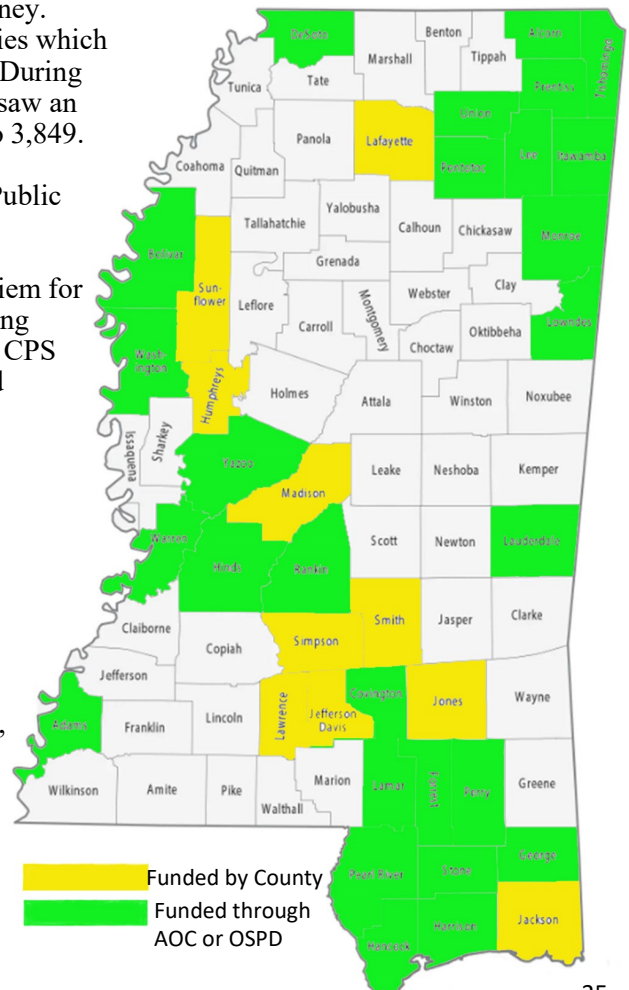 ney.
ies which
During
saw an
3,849.
Public
iem for
ing
CPS
,
DeSoto
Benton
Alcorn
Marshall
Tippah
Tishomingo
Tate
Prentiss
Tunica
Union
Panola
Lafayette
Lee
Itawamba
Coahoma
Quitman
Pontotoc
Yalobusha
Tallahatchie
Calhoun
Chickasaw
Monroe
Bolivar
Grenada
Sun-
flower
Webster
Clay
Leflore
Montgomery
Carroll
Lowndes
Oktibbeha
Choctaw
Wash-
ington
Humphreys
Holmes
Attala
Winston
Noxubee
Sharkey
Issaquena
Yazoo
Leake
Neshoba
Kemper
Madison
Warren
Scott
Newton
Lauderdale
Hinds
Rankin
Smith
Jasper
Clarke
Claiborne
Simpson
Copiah
Jefferson
Covington
Jones
Wayne
Lawrence
Jefferson
Davis
Adams
Franklin
Lincoln
Marion
Lamar
Forrest
Perry
Greene
Wilkinson
Amite
Pike
Walthall
Pearl River
Stone
George
Jackson
Harrison
Hancock
Funded by County
Funded through
AOC or OSPD